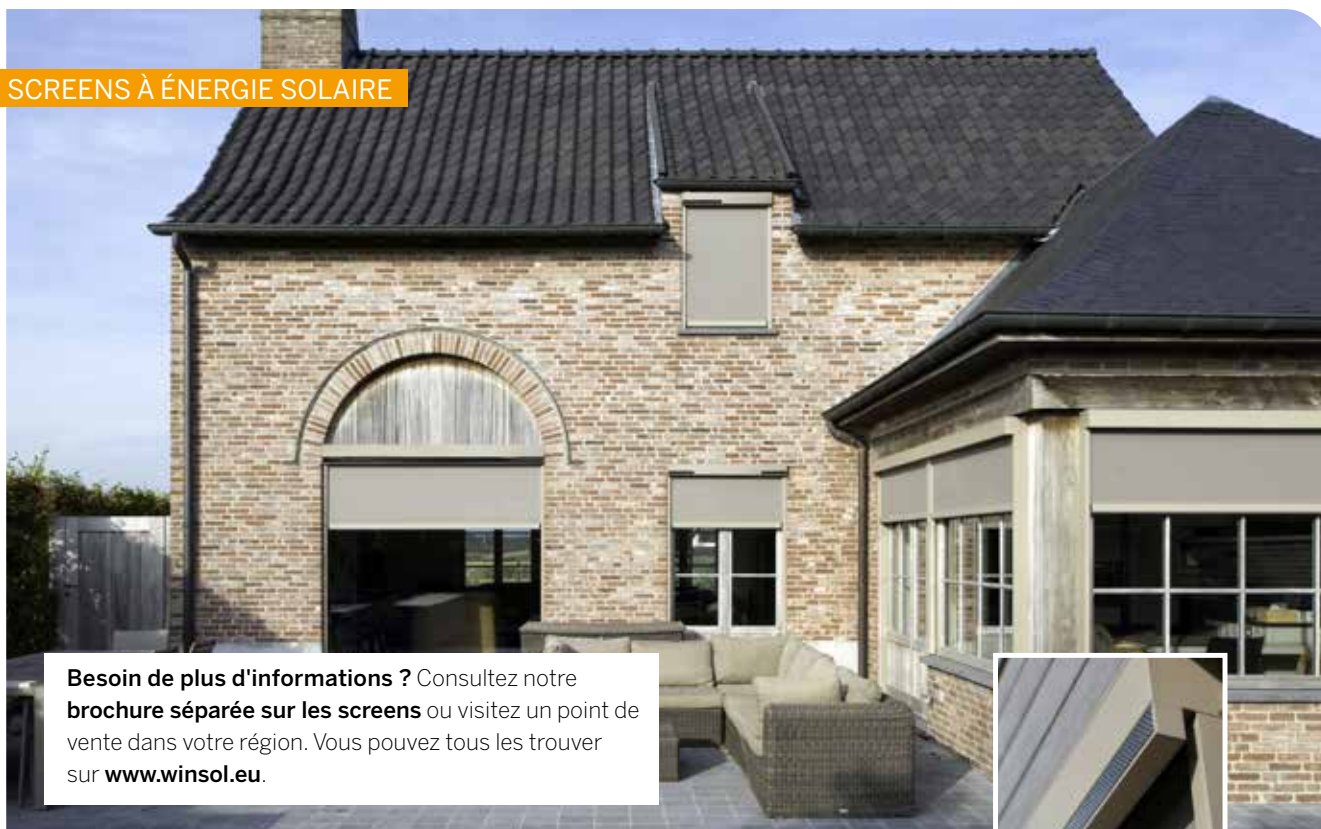 SCREENS À ÉNERGIE SOLAIRE
Besoin de plus d'informations ? Consultez notre
brochure séparée sur les screens ou visitez un point de
vente dans votre région. Vous pouvez tous les trouver
sur www.winsol.eu.